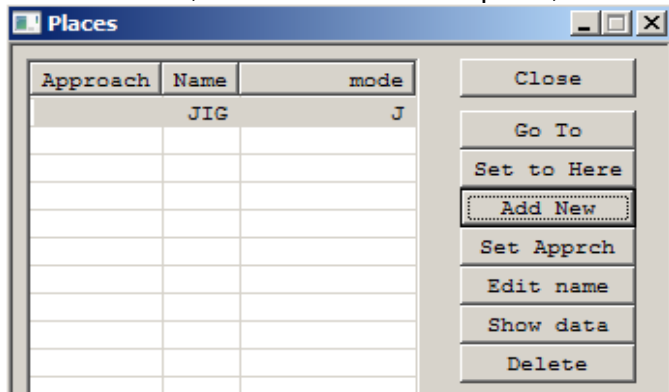 Places
Approach Name mode
JIG J
Close
Go To
Set to Here
Add New
Set Apprch
Edit name
Show data
Delete